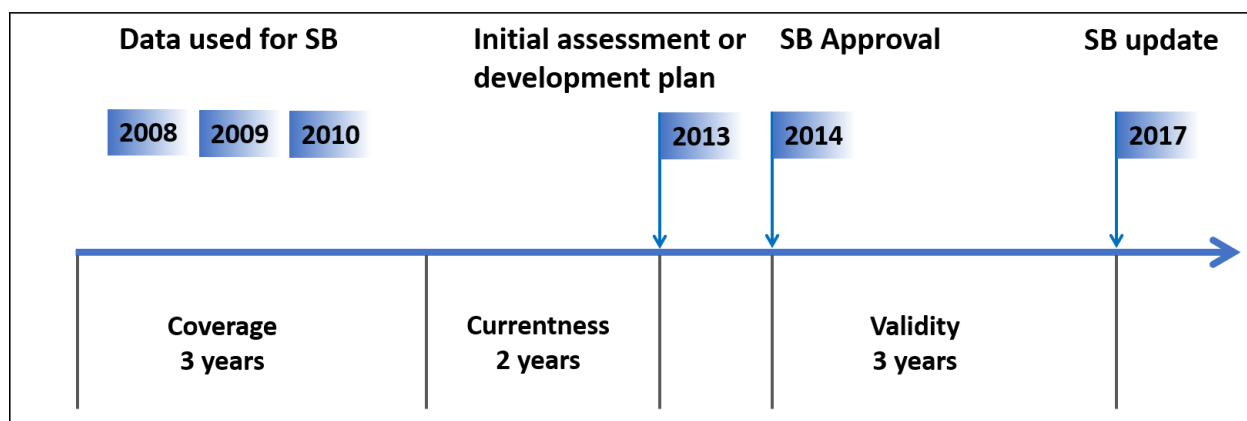 Data used for SB
Initial assessment or
development plan
SB Approval
SB update
2008
2009
2010
2013
2014
2017
Coverage
3 years
Currentness
2 years
Validity
3 years